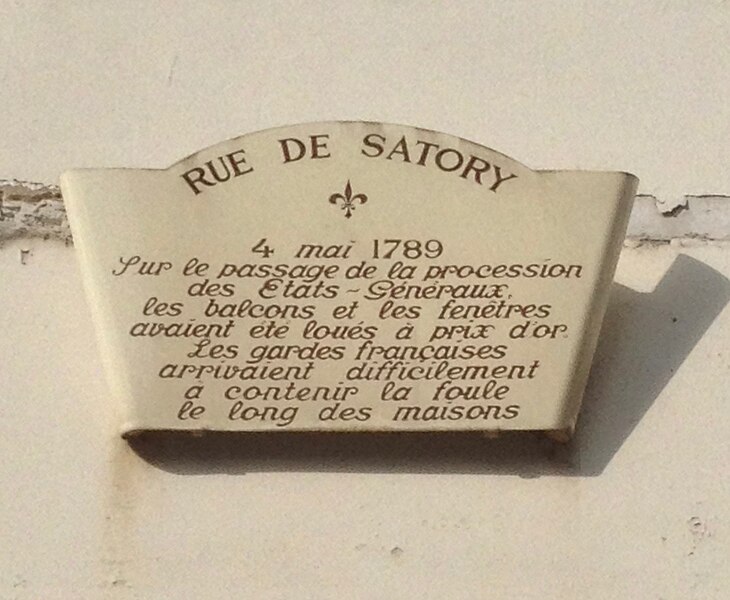 RUE DE SATORY
4 mai 1789
Sur le passage de la procession
des États-Généraux,
les balcons et les fenêtres
avaient été loués à prix d'or.
Les gardes françaises
arrivaient difficilement
à contenir la foule
le long des maisons